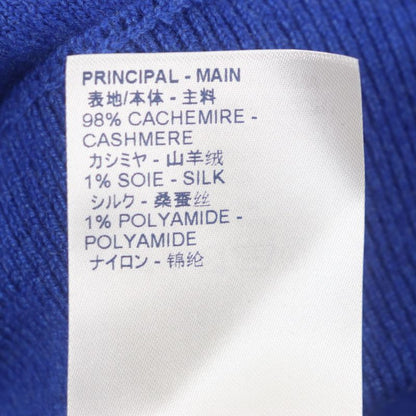 PRINCIPAL - MAIN
表地/本体 - 主料
98% CACHEMIRE -
CASHMERE
カシミヤ - 山羊绒
1% SOIE - SILK
シルク - 桑蚕丝
1% POLYAMIDE -
POLYAMIDE
ナイロン - 锦纶